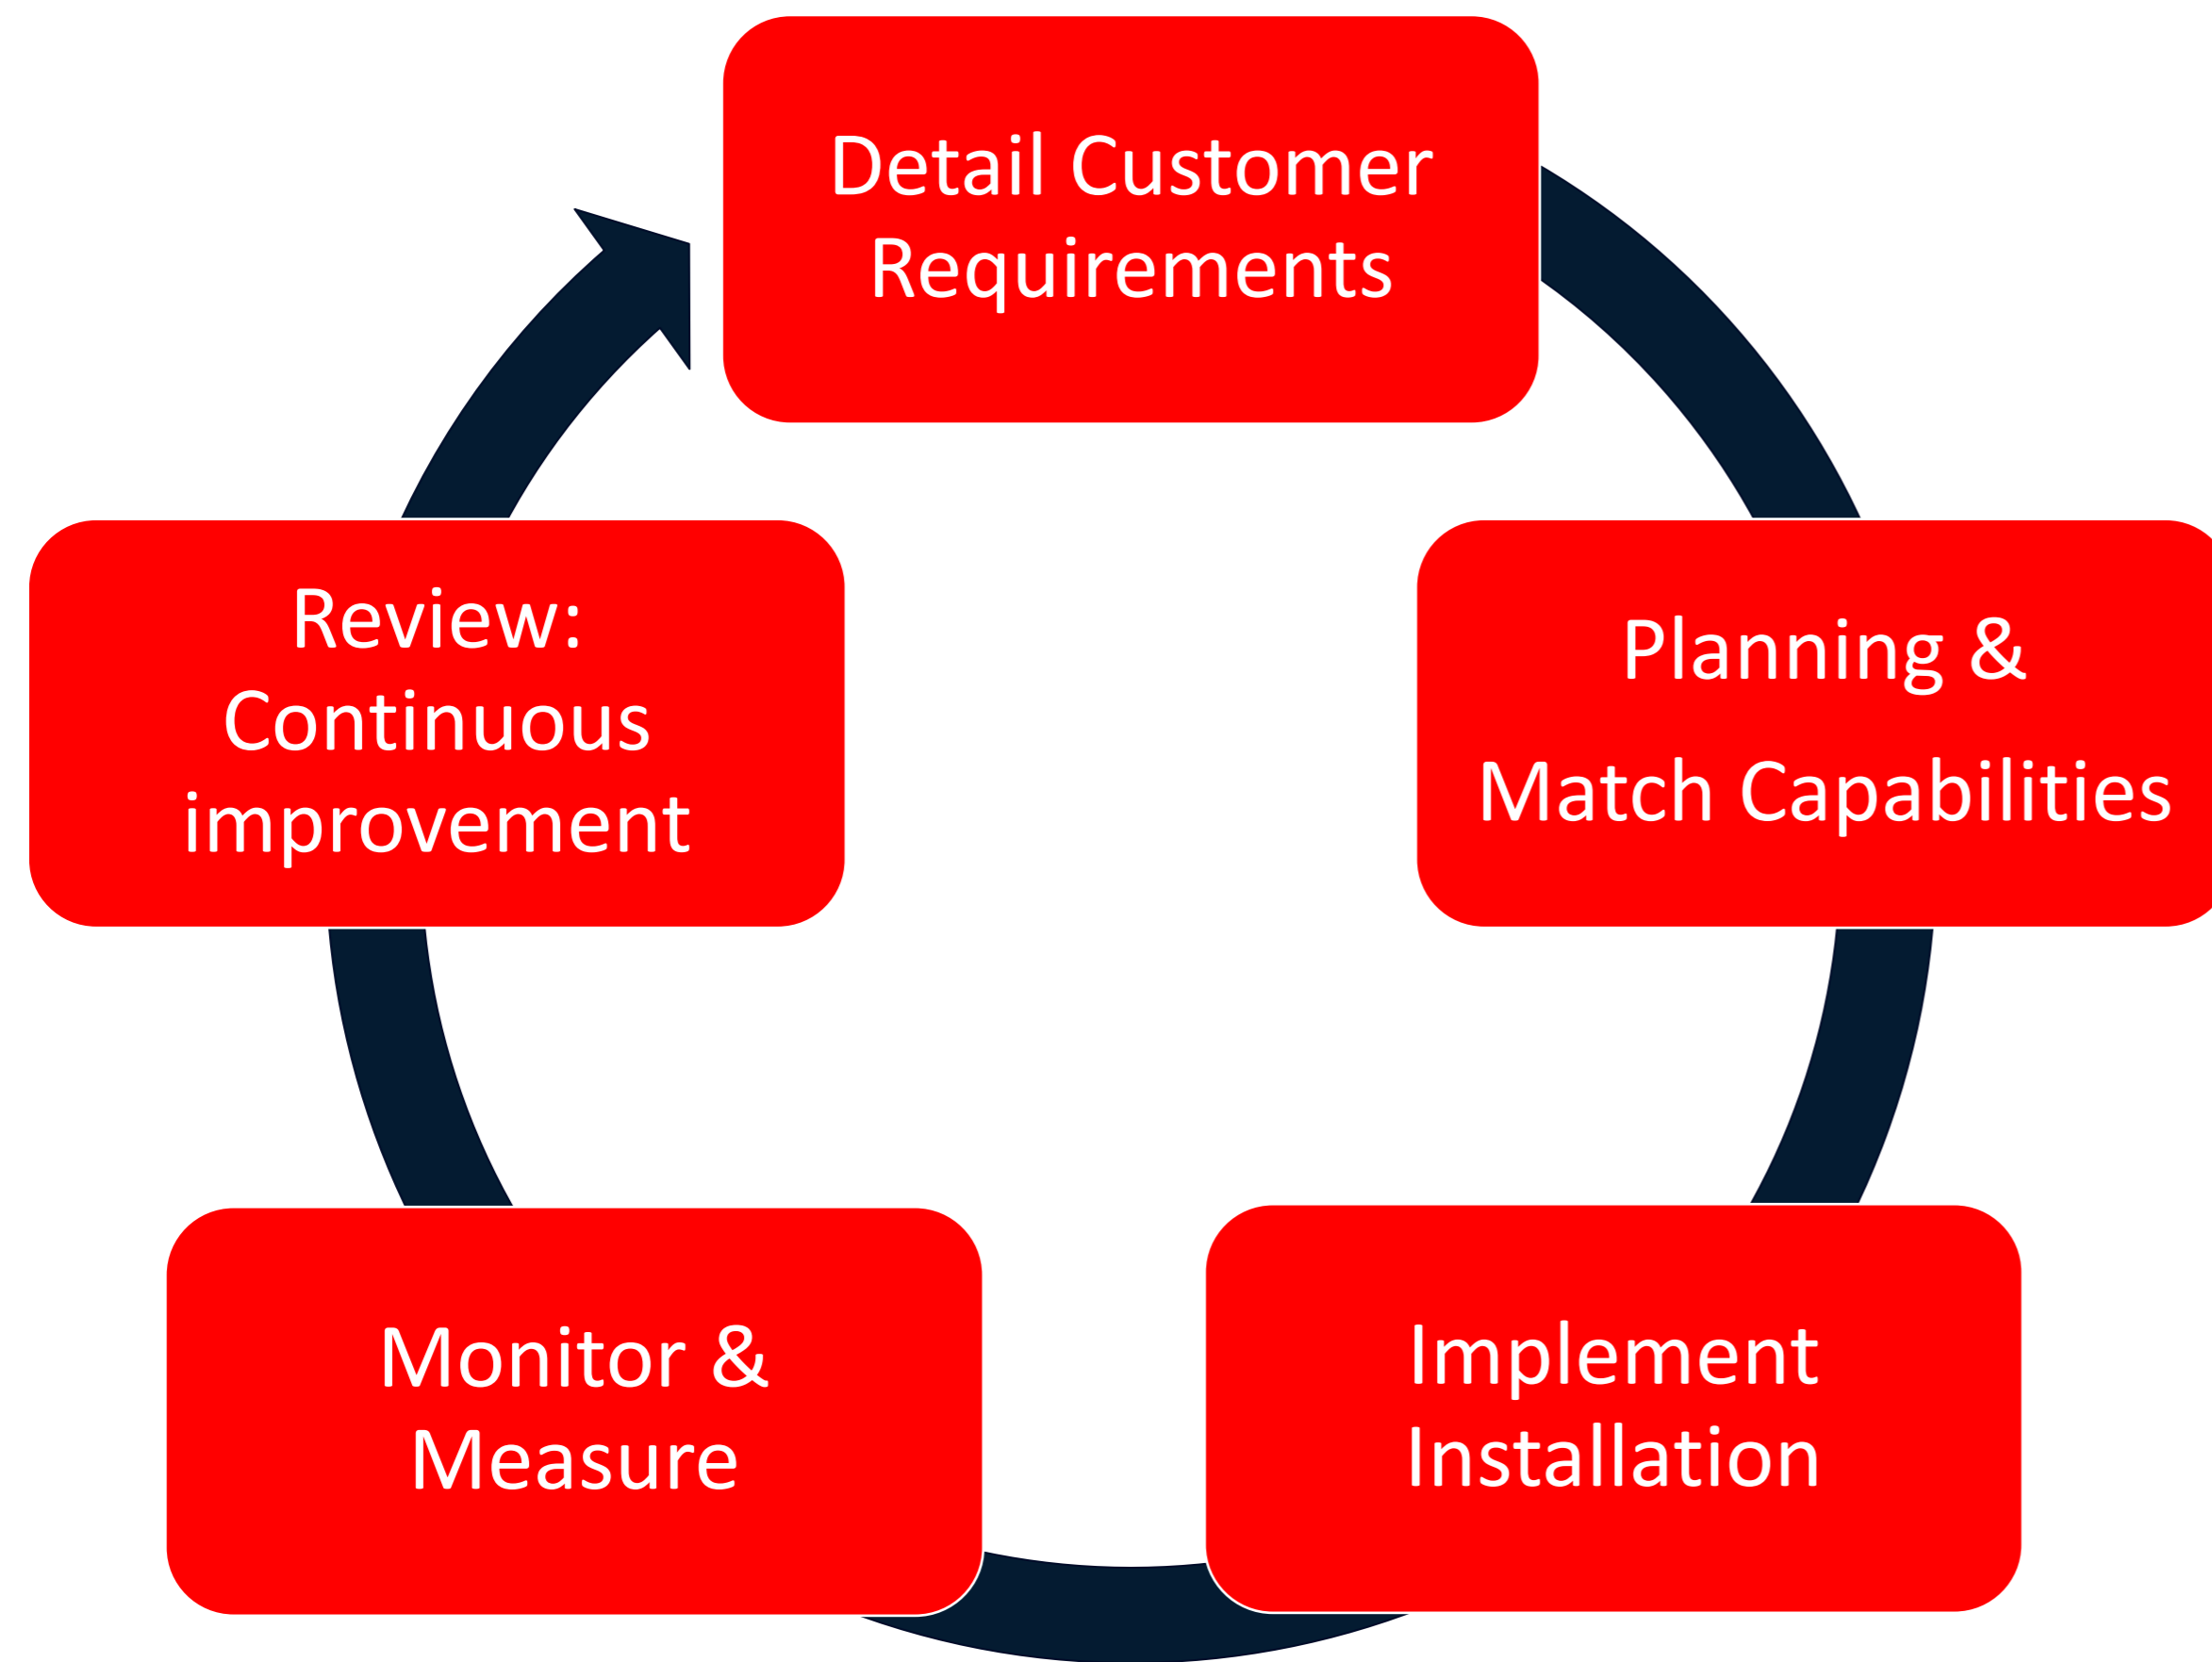 Detail Customer
Requirements
Planning &
Match Capabilities
Implement
Installation
Monitor &
Measure
Review:
Continuous
improvement